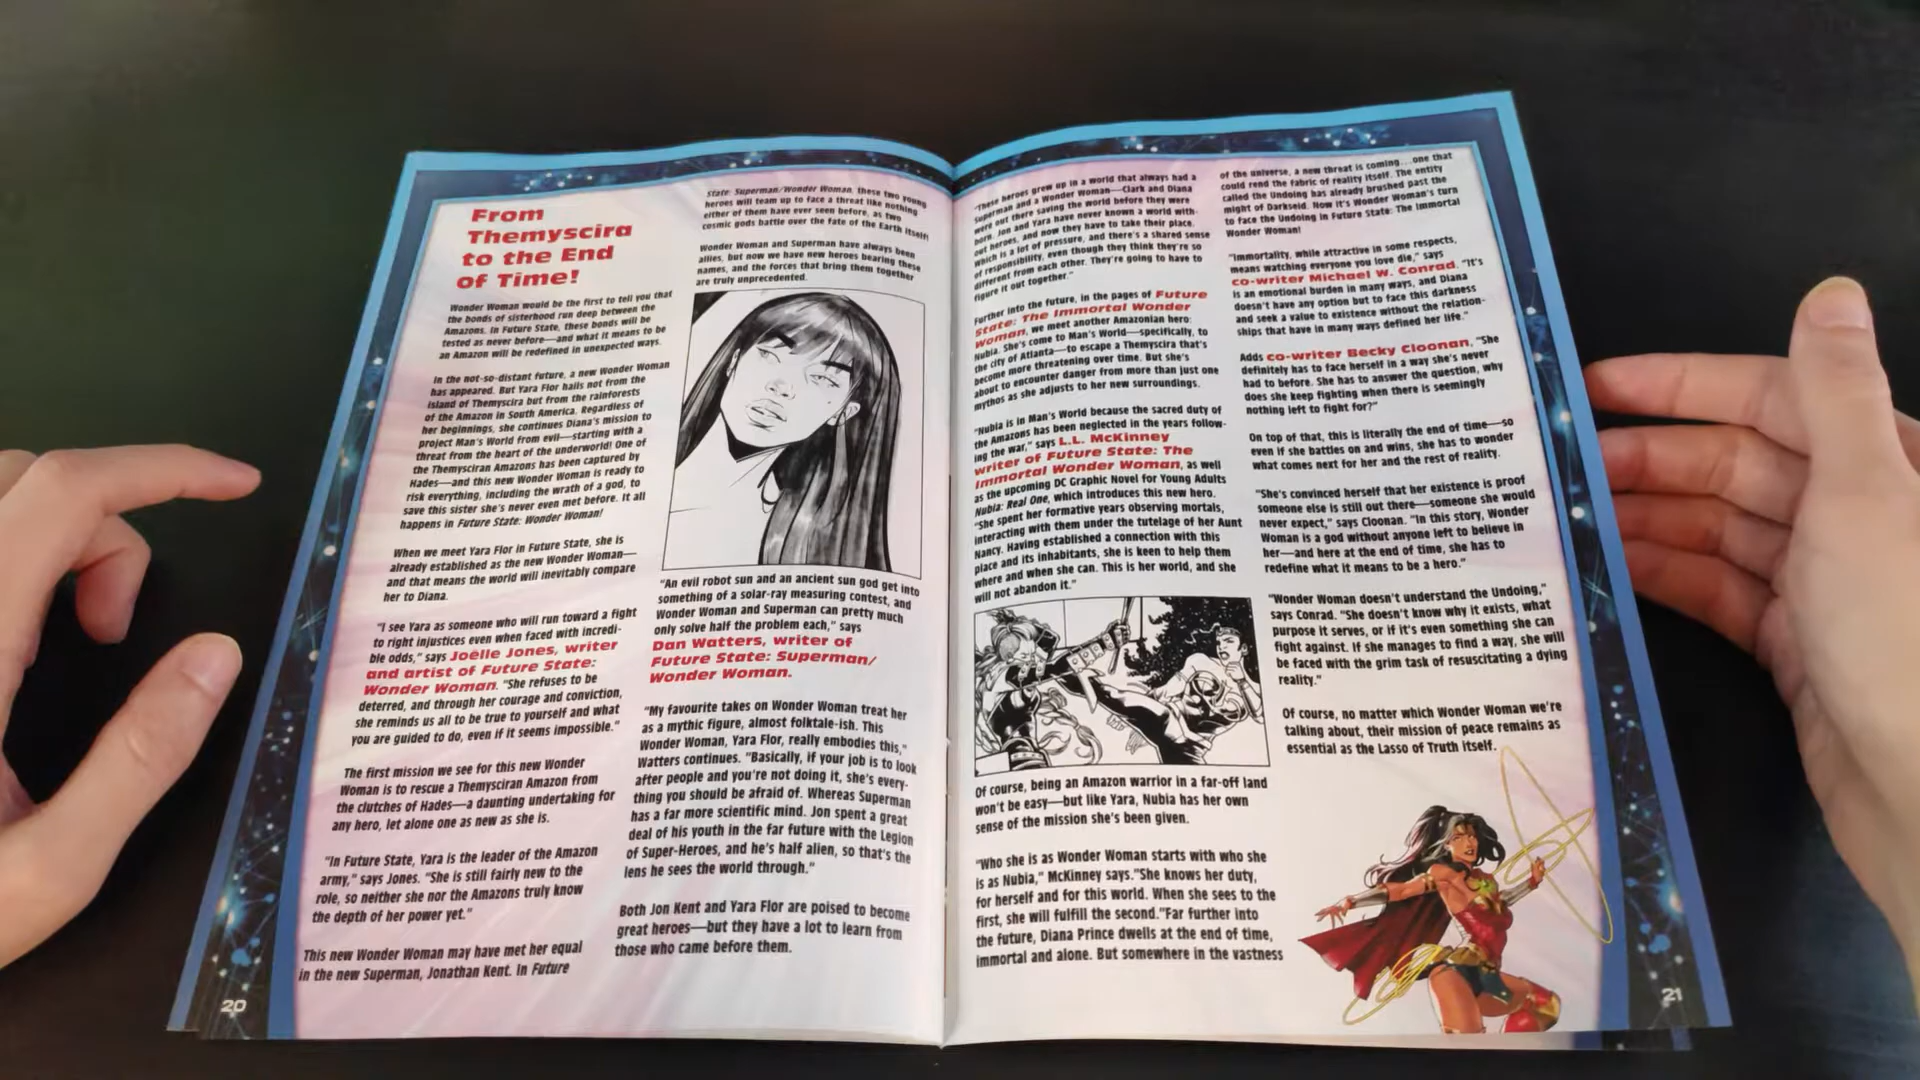 From
Themyscira
to the End
of Time!
Wonder Woman would be the first to tell you that
the bonds of sisterhood run deep between the
Amazons. In Future State, these bonds will be
tested as never before—and what it means to be
an Amazon will be redefined in unexpected ways.
In the not-so-distant future, a new Wonder Woman
has appeared. But Yara Flor hails not from the
island of Themyscira but from the rainforests
of the Amazon in South America. Regardless of
her beginnings, she continues Diana's mission to
project Man's World from evil—starting with a
threat from the heart of the underworld! One of
the Themysciran Amazons has been captured by
Hades—and this new Wonder Woman is ready to
risk everything, including the wrath of a god, to
save this sister she's never even met before. It all
happens in Future State: Wonder Woman!
When we meet Yara Flor in Future State, she is
already established as the new Wonder Woman—
and that means the world will inevitably compare
her to Diana.
"I see Yara as someone who will run toward a fight
to right injustices even when faced with incredi-
ble odds," says Joëlle Jones, writer
and artist of Future State:
Wonder Woman. "She refuses to be
deterred, and through her courage and conviction,
she reminds us all to be true to yourself and what
you are guided to do, even if it seems impossible."
The first mission we see for this new Wonder
Woman is to rescue a Themysciran Amazon from
the clutches of Hades—a daunting undertaking for
any hero, let alone one as new as she is.
"In Future State, Yara is the leader of the Amazon
army," says Jones. "She is still fairly new to the
role, so neither she nor the Amazons truly know
the depth of her power yet."
This new Wonder Woman may have met her equal
in the new Superman, Jonathan Kent. In Future
State: Superman/Wonder Woman, these two young
heroes will team up to face a threat like nothing
either of them have ever seen before, as two
cosmic gods battle over the fate of the Earth itself!
Wonder Woman and Superman have always been
allies, but now we have new heroes bearing these
names, and the forces that bring them together
are truly unprecedented.
"An evil robot sun and an ancient sun god get into
something of a solar-ray measuring contest, and
Wonder Woman and Superman can pretty much
only solve half the problem each," says
Dan Watters, writer of
Future State: Superman/
Wonder Woman.
"My favourite takes on Wonder Woman treat her
as a mythic figure, almost folktale-ish. This
Wonder Woman, Yara Flor, really embodies this,"
Watters continues. "Basically, if your job is to look
after people and you're not doing it, she's every-
thing you should be afraid of. Whereas Superman
has a far more scientific mind. Jon spent a great
deal of his youth in the far future with the Legion
of Super-Heroes, and he's half alien, so that's the
lens he sees the world through."
Both Jon Kent and Yara Flor are poised to become
great heroes—but they have a lot to learn from
those who came before them.
20
"These heroes grew up in a world that always had a
Superman and a Wonder Woman—Clark and Diana
were out there saving the world before they were
born. Jon and Yara have never known a world with-
out heroes, and now they have to take their place,
which is a lot of pressure, and there's a shared sense
of responsibility, even though they think they're so
different from each other. They're going to have to
figure it out together."
Further into the future, in the pages of Future
State: The Immortal Wonder
Woman, we meet another Amazonian hero:
Nubia. She's come to Man's World—specifically, to
the city of Atlanta—to escape a Themyscira that's
become more threatening over time. But she's
about to encounter danger from more than just one
mythos as she adjusts to her new surroundings.
"Nubia is in Man's World because the sacred duty of
the Amazons has been neglected in the years follow-
ing the war," says L.L. McKinney
writer of Future State: The
Immortal Wonder Woman, as well
as the upcoming DC Graphic Novel for Young Adults
Nubia: Real One, which introduces this new hero.
"She spent her formative years observing mortals,
interacting with them under the tutelage of her Aunt
Nancy. Having established a connection with this
place and its inhabitants, she is keen to help them
where and when she can. This is her world, and she
will not abandon it."
Of course, being an Amazon warrior in a far-off land
won't be easy—but like Yara, Nubia has her own
sense of the mission she's been given.
"Who she is as Wonder Woman starts with who she
is as Nubia," McKinney says."She knows her duty,
for herself and for this world. When she sees to the
first, she will fulfill the second."Far further into
the future, Diana Prince dwells at the end of time,
immortal and alone. But somewhere in the vastness
of the universe, a new threat is coming...one that
could rend the fabric of reality itself. The entity
called the Undoing has already brushed past the
might of Darkseid. Now it's Wonder Woman's turn
to face the Undoing in Future State: The Immortal
Wonder Woman!
"Immortality, while attractive in some respects,
means watching everyone you love die," says
co-writer Michael W. Conrad. "It's
is an emotional burden in many ways, and Diana
doesn't have any option but to face this darkness
and seek a value to existence without the relation-
ships that have in many ways defined her life."
Adds co-writer Becky Cloonan, "She
definitely has to face herself in a way she's never
had to before. She has to answer the question, why
does she keep fighting when there is seemingly
nothing left to fight for?"
On top of that, this is literally the end of time—so
even if she battles on and wins, she has to wonder
what comes next for her and the rest of reality.
"She's convinced herself that her existence is proof
someone else is still out there—someone she would
never expect," says Cloonan. "In this story, Wonder
Woman is a god without anyone left to believe in
her—and here at the end of time, she has to
redefine what it means to be a hero."
"Wonder Woman doesn't understand the Undoing,"
says Conrad. "She doesn't know why it exists, what
purpose it serves, or if it's even something she can
fight against. If she manages to find a way, she will
be faced with the grim task of resuscitating a dying
reality."
Of course, no matter which Wonder Woman we're
talking about, their mission of peace remains as
essential as the Lasso of Truth itself.
21